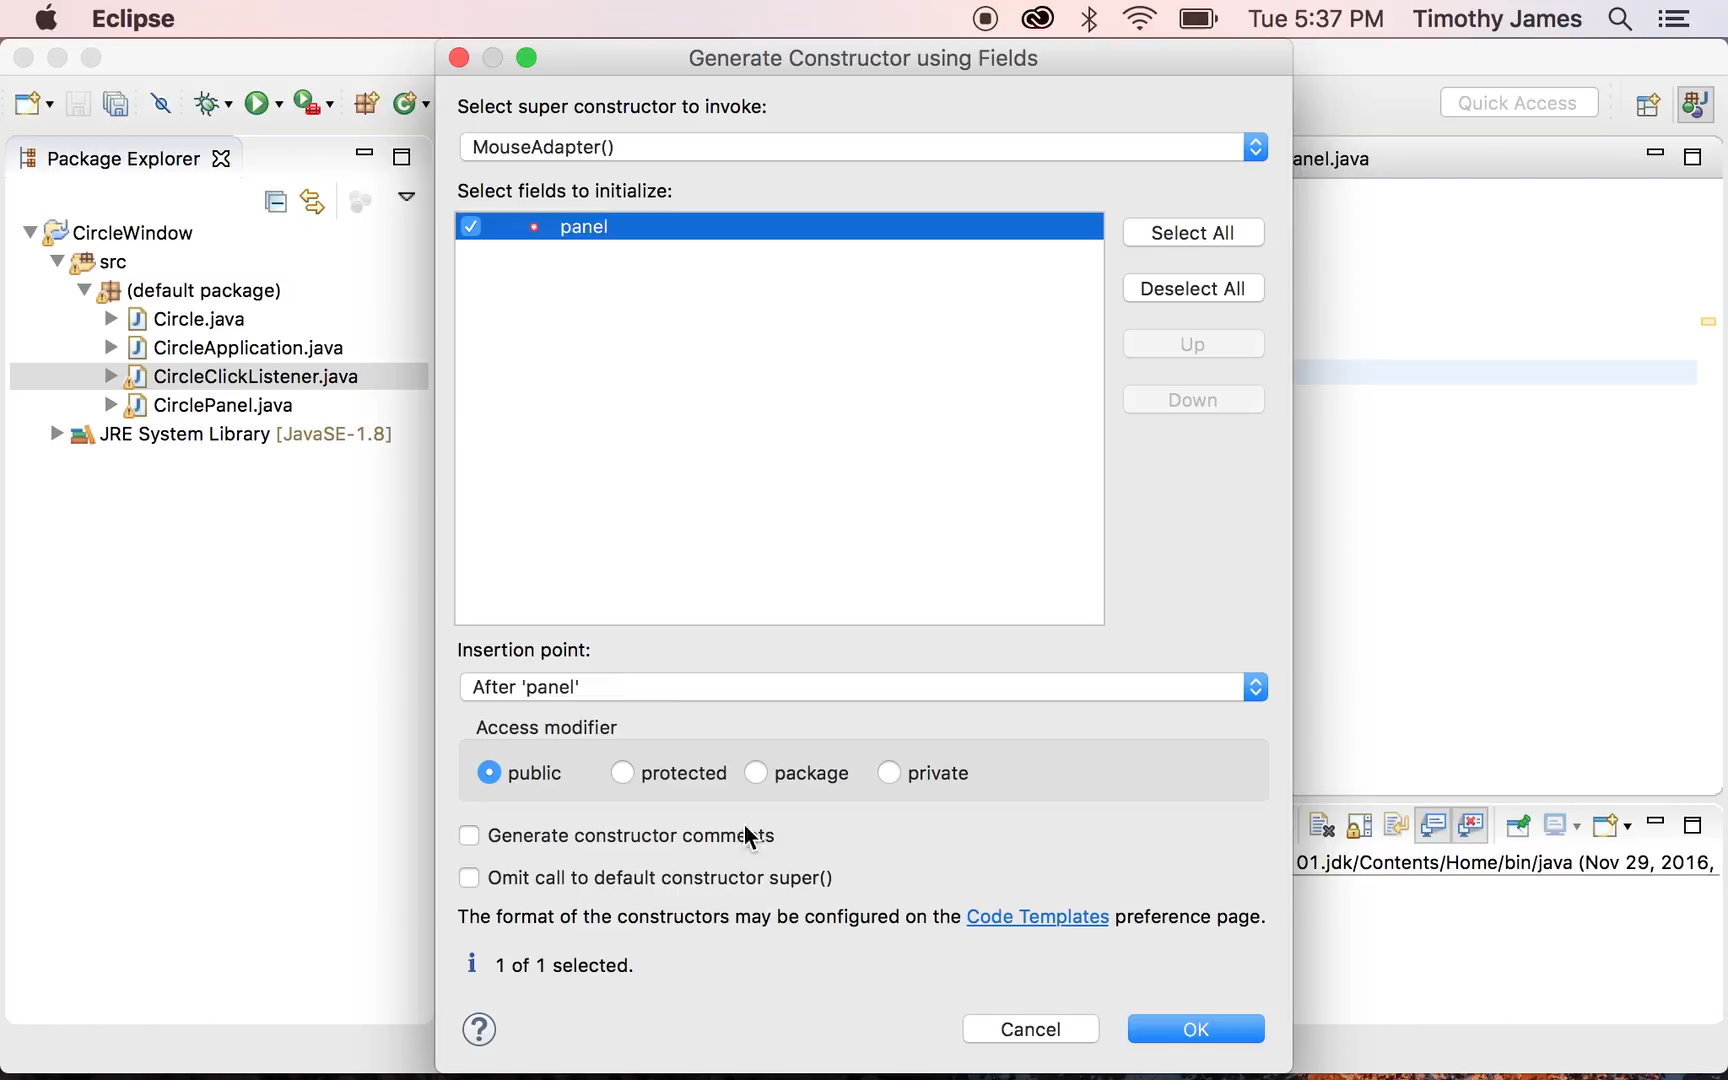 Eclipse
Tue 5:37 PM Timothy James
Generate Constructor using Fields
Select super constructor to invoke:
MouseAdapter()
Select fields to initialize:
panel
Select All
Deselect All
Up
Down
Insertion point:
After 'panel'
Access modifier
public
protected
package
private
Generate constructor comments
Omit call to default constructor super()
The format of the constructors may be configured on the Code Templates preference page.
1 of 1 selected.
?
Cancel
OK
Package Explorer
CircleWindow
src
(default package)
Circle.java
CircleApplication.java
CircleClickListener.java
CirclePanel.java
JRE System Library [JavaSE-1.8]
Quick Access
anel.java
01.jdk/Contents/Home/bin/java (Nov 29, 2016,